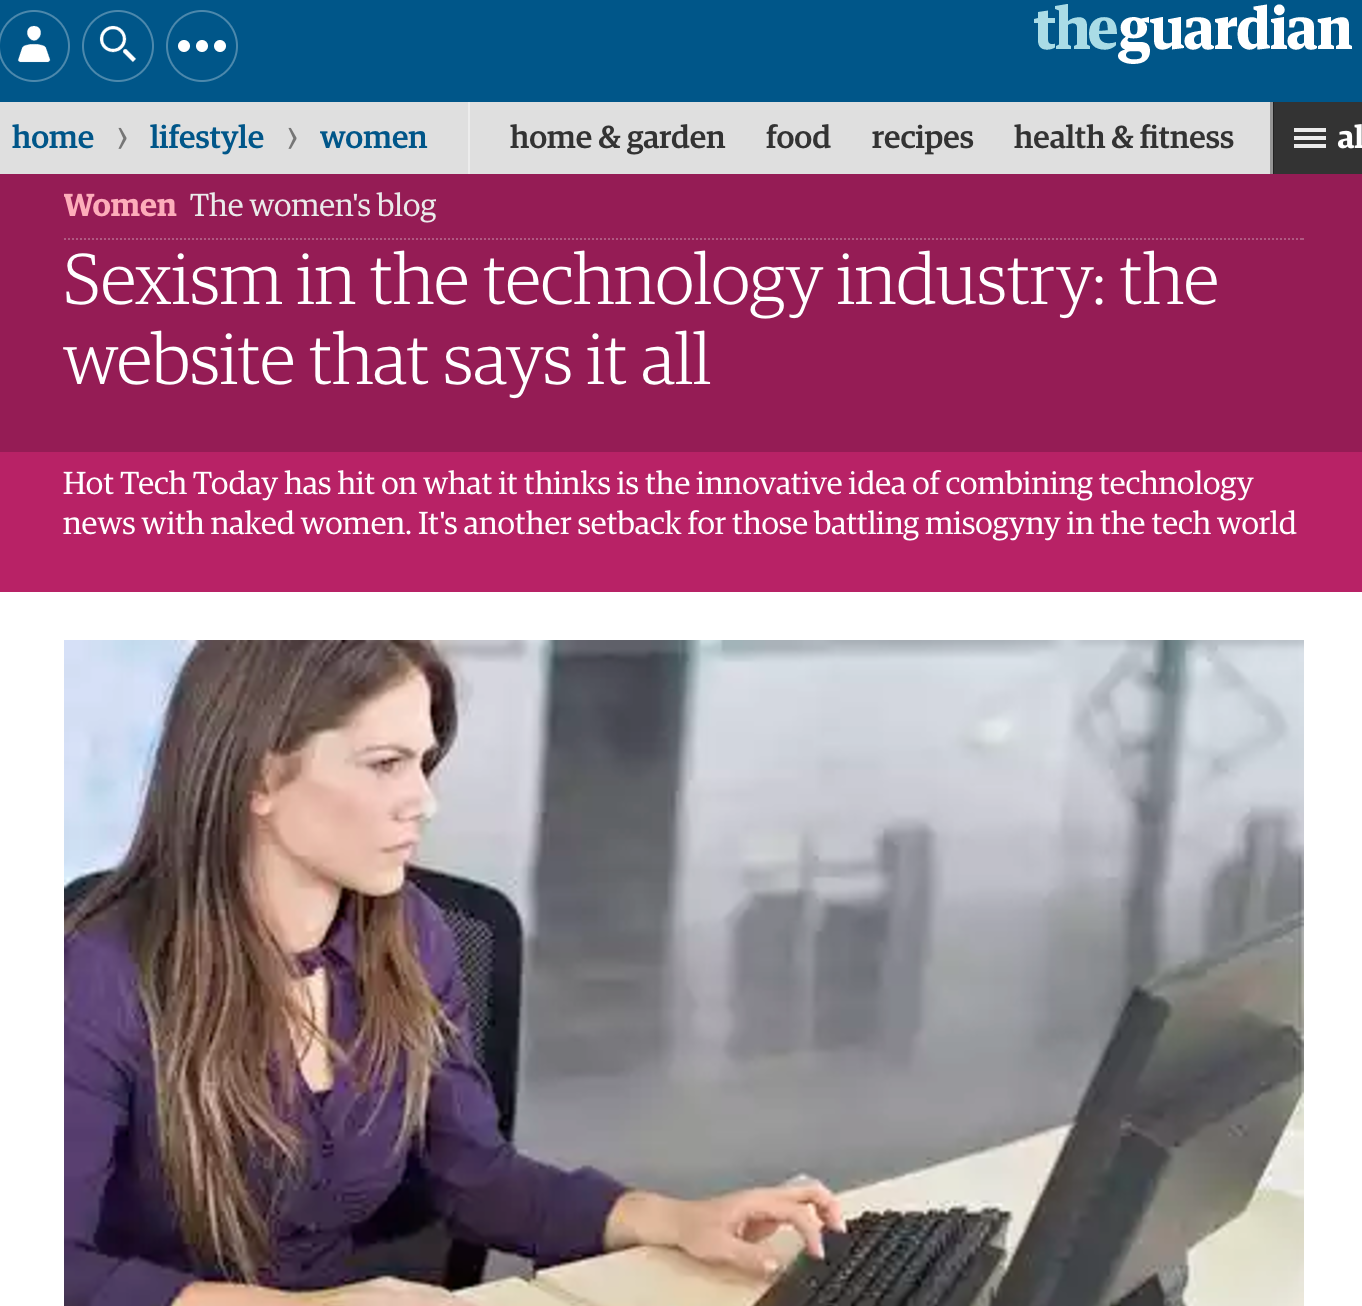 theguardian
home › lifestyle › women home & garden food recipes health & fitness al
Women The women's blog
Sexism in the technology industry: the
website that says it all
Hot Tech Today has hit on what it thinks is the innovative idea of combining technology
news with naked women. It's another setback for those battling misogyny in the tech world